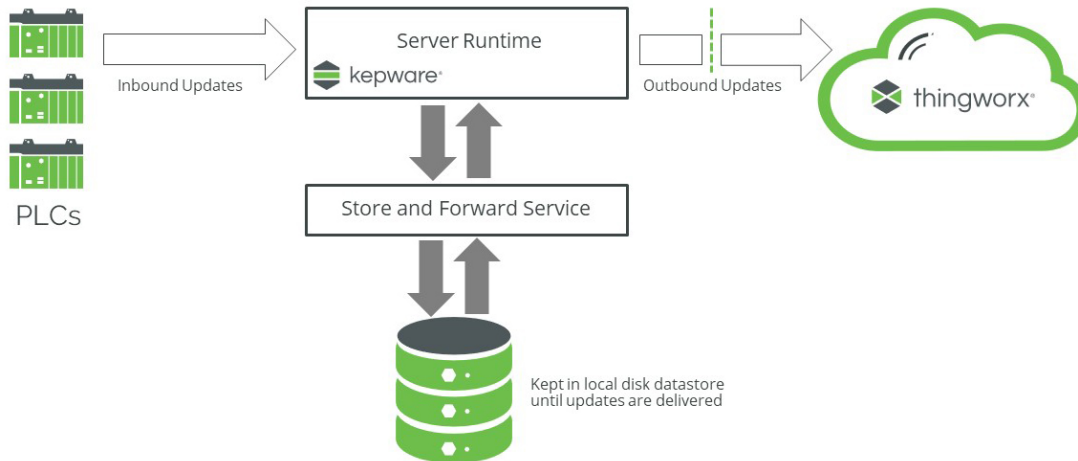 Server Runtime
kepware®
Inbound Updates
Outbound Updates
thingworx®
PLCs
Store and Forward Service
Kept in local disk datastore
until updates are delivered